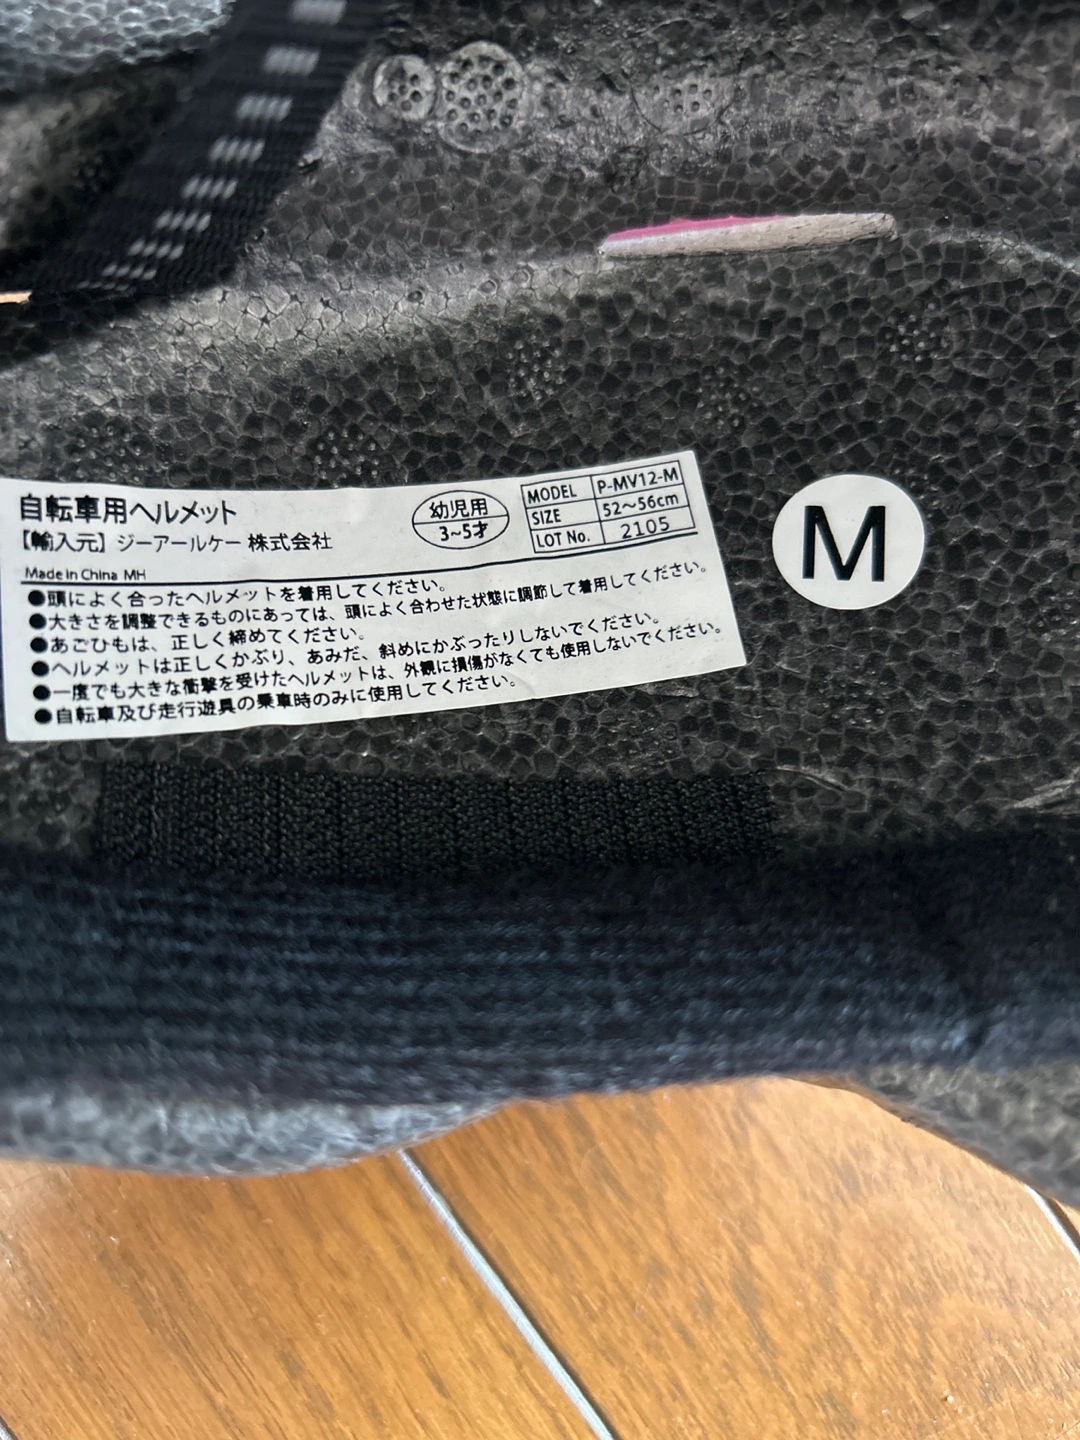 自転車用ヘルメット
【輸入元】ジーアールケー 株式会社
Made in China MH
幼児用
3~5才
MODEL P-MV12-M
SIZE 52～56cm
LOT No. 2105
●頭によく合ったヘルメットを着用してください。
●大きさを調整できるものにあっては、頭によく合わせた状態に調節して着用してください。
●あごひもは、正しく締めてください。
●ヘルメットは正しくかぶり、あみだ、斜めにかぶったりしないでください。
●一度でも大きな衝撃を受けたヘルメットは、外観に損傷がなくても使用しないでください。
●自転車及び走行遊具の乗車時のみに使用してください。
M